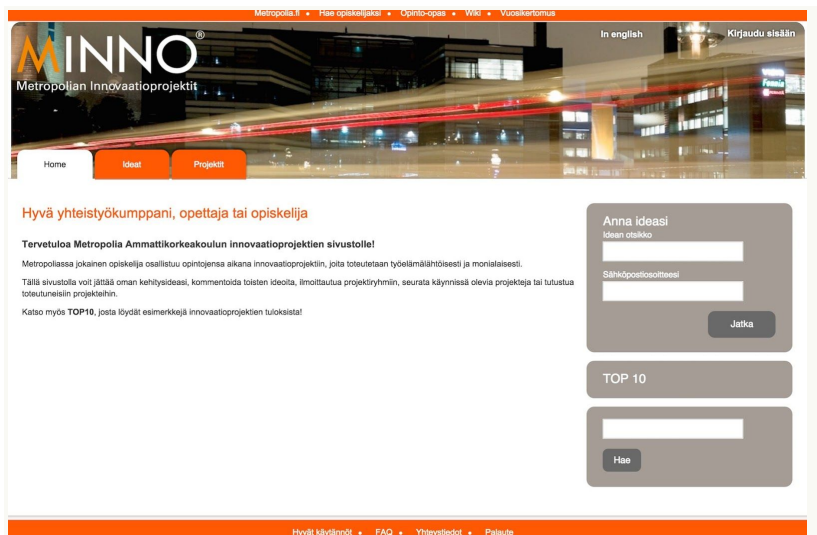 Metropolia.fi • Hae opiskelijaksi • Opinto-opas • Wiki • Vuosikertomus
In english
Kirjaudu sisään
MINNO®
Metropolian Innovaatioprojektit
Fennia
Home
Ideat
Projektit
Hyvä yhteistyökumppani, opettaja tai opiskelija
Tervetuloa Metropolia Ammattikorkeakoulun innovaatioprojektien sivustolle!
Metropoliassa jokainen opiskelija osallistuu opintojensa aikana innovaatioprojektiin, joita toteutetaan työelämälähtöisesti ja monialaisesti.
Tällä sivustolla voit jättää oman kehitysideasi, kommentoida toisten ideoita, ilmoittautua projektiryhmiin, seurata käynnissä olevia projekteja tai tutustua
toteutuneisiin projekteihin.
Katso myös TOP10, josta löydät esimerkkejä innovaatioprojektien tuloksista!
Anna ideasi
Idean otsikko
Sähköpostiosoitteesi
Jatka
TOP 10
Hae
Hyvät käytännöt • FAQ • Yhteystiedot • Palaute